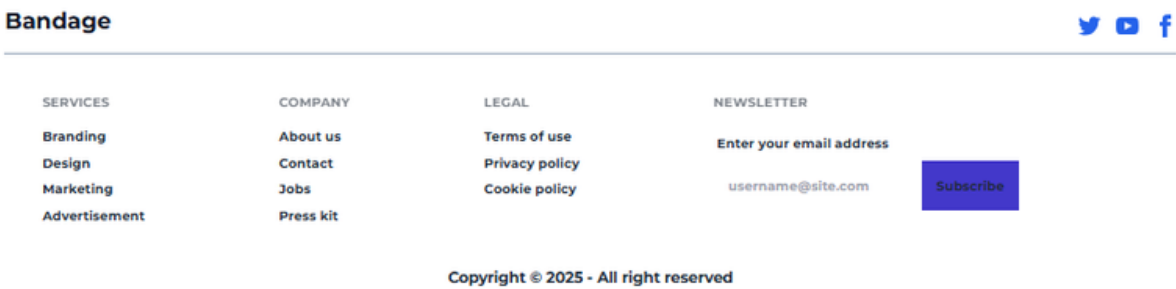 Bandage
SERVICES
Branding
Design
Marketing
Advertisement
COMPANY
About us
Contact
Jobs
Press kit
LEGAL
Terms of use
Privacy policy
Cookie policy
NEWSLETTER
Enter your email address
username@site.com
Subscribe
Copyright © 2025 - All right reserved